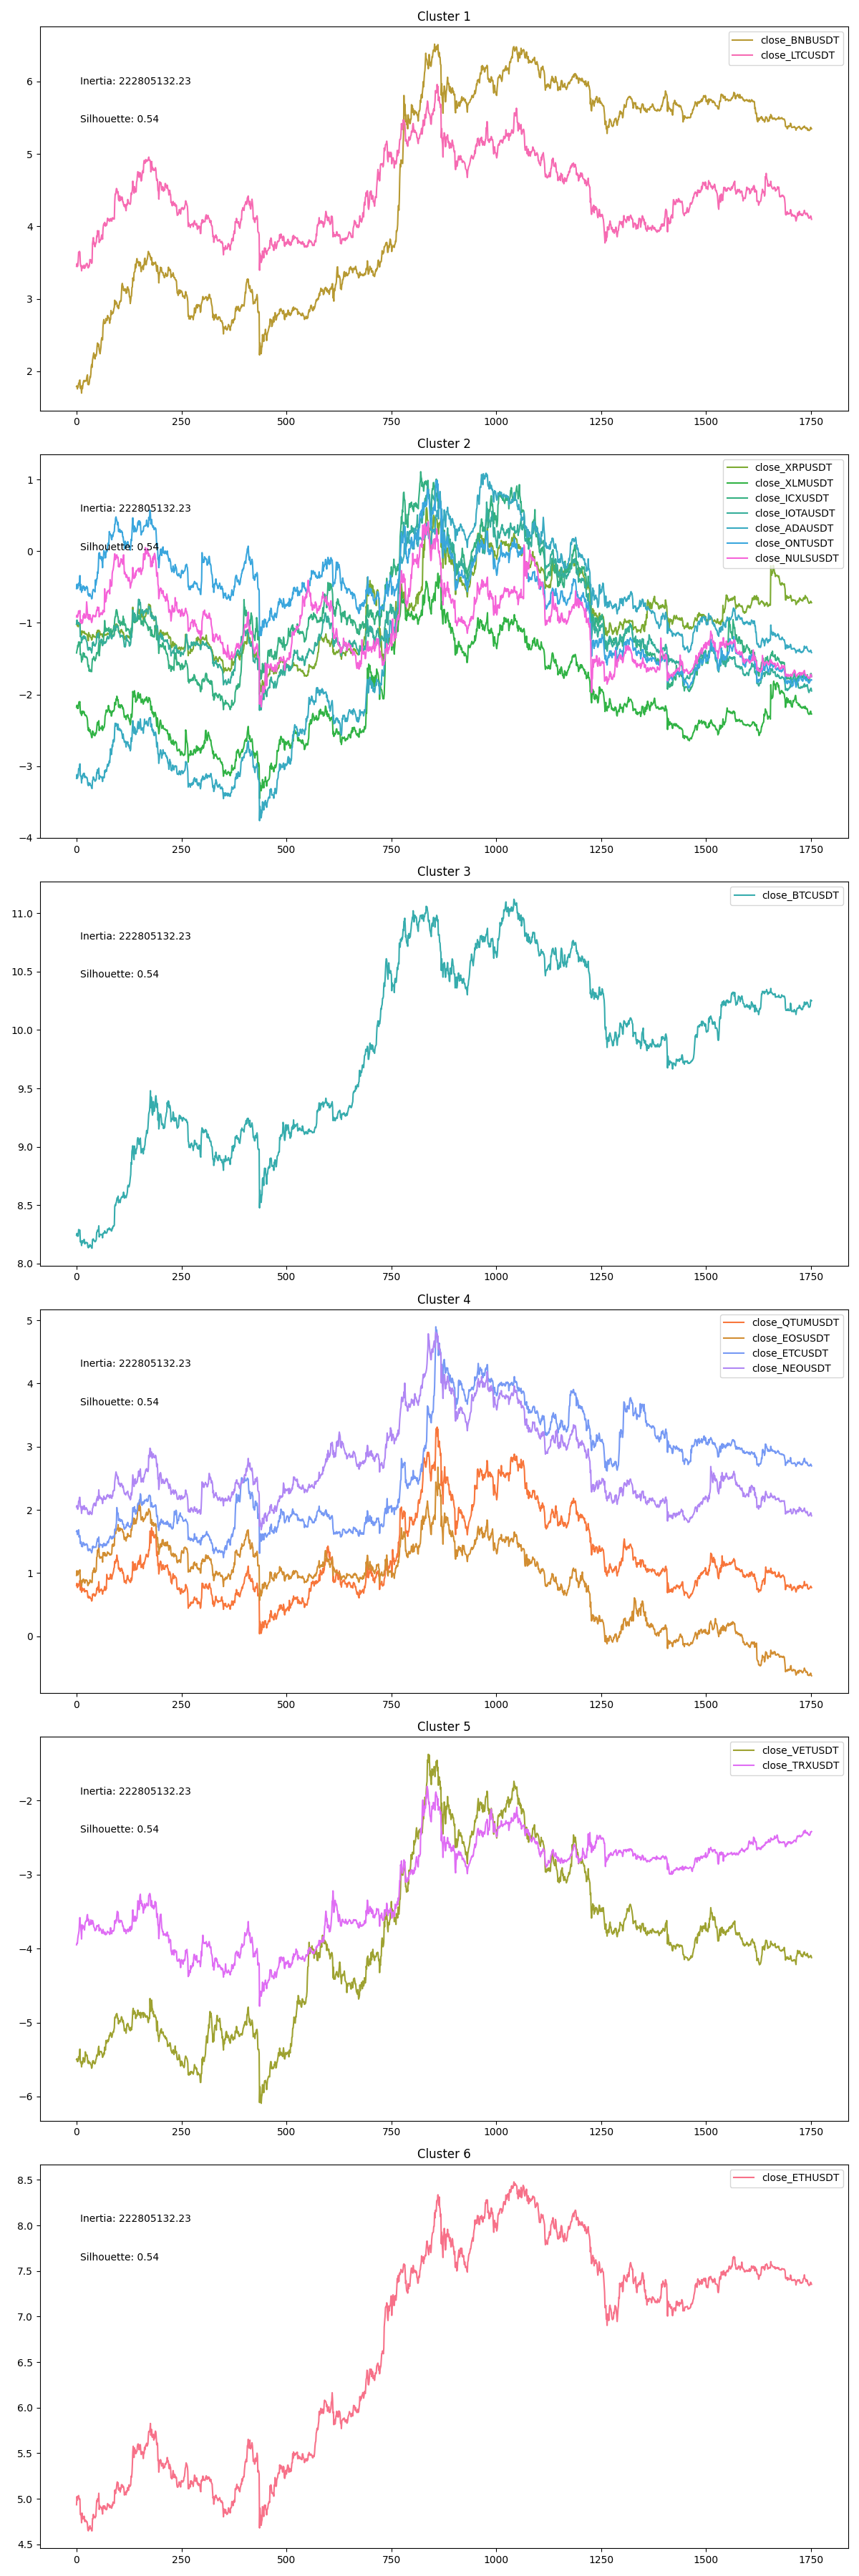 Cluster 1
close_BNBUSDT
close_LTCUSDT
Inertia: 222805132.23
Silhouette: 0.54
6
5
4
3
2
0
250
500
750
1000
1250
1500
1750
Cluster 2
close_XRPUSDT
close_XLMUSDT
close_ICXUSDT
close_IOTAUSDT
close_ADAUSDT
close_ONTUSDT
close_NULSUSDT
Inertia: 222805132.23
Silhouette: 0.54
1
0
−1
−2
−3
−4
0
250
500
750
1000
1250
1500
1750
Cluster 3
close_BTCUSDT
Inertia: 222805132.23
Silhouette: 0.54
11.0
10.5
10.0
9.5
9.0
8.5
8.0
0
250
500
750
1000
1250
1500
1750
Cluster 4
close_QTUMUSDT
close_EOSUSDT
close_ETCUSDT
close_NEOUSDT
Inertia: 222805132.23
Silhouette: 0.54
5
4
3
2
1
0
0
250
500
750
1000
1250
1500
1750
Cluster 5
close_VETUSDT
close_TRXUSDT
Inertia: 222805132.23
Silhouette: 0.54
−2
−3
−4
−5
−6
0
250
500
750
1000
1250
1500
1750
Cluster 6
close_ETHUSDT
Inertia: 222805132.23
Silhouette: 0.54
8.5
8.0
7.5
7.0
6.5
6.0
5.5
5.0
4.5
0
250
500
750
1000
1250
1500
1750